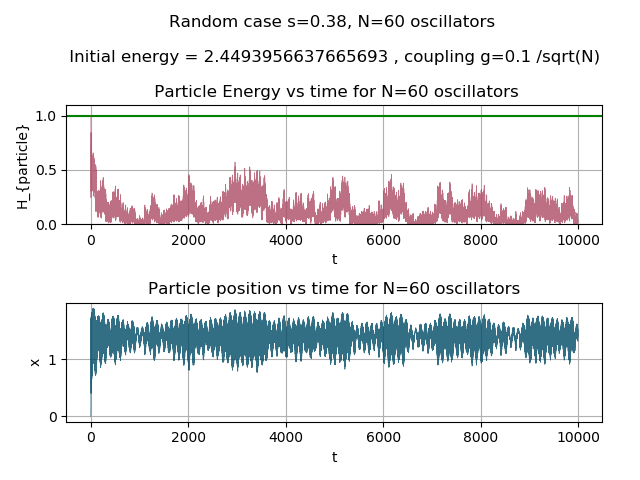 Random case s=0.38, N=60 oscillators
Initial energy = 2.4493956637665693 , coupling g=0.1 /sqrt(N)
Particle Energy vs time for N=60 oscillators
H_{particle}
1.0
0.5
0.0
0 2000 4000 6000 8000 10000
t
Particle position vs time for N=60 oscillators
x
1
0
0 2000 4000 6000 8000 10000
t